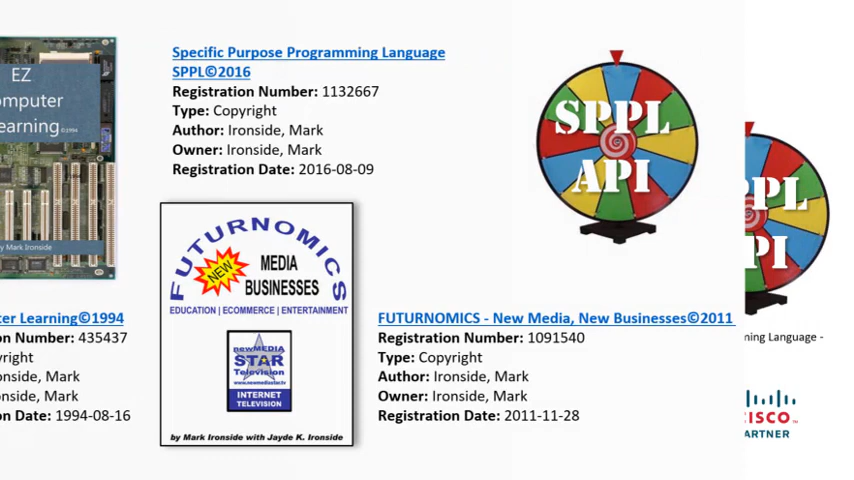 EZ
omputer
earning ©1994
y Mark Ironside
Specific Purpose Programming Language
SPPL©2016
Registration Number: 1132667
Type: Copyright
Author: Ironside, Mark
Owner: Ironside, Mark
Registration Date: 2016-08-09
SPPL
API
PL
PI
ning Language -
ISCO
ARTNER
ter Learning©1994
on Number: 435437
yright
onside, Mark
onside, Mark
on Date: 1994-08-16
FUTURNOMICS
NEW
MEDIA
BUSINESSES
EDUCATION | ECOMMERCE | ENTERTAINMENT
newMEDIA
STAR
Television
www.newmediastar.tv
INTERNET
TELEVISION
by Mark Ironside with Jayde K. Ironside
FUTURNOMICS - New Media, New Businesses©2011
Registration Number: 1091540
Type: Copyright
Author: Ironside, Mark
Owner: Ironside, Mark
Registration Date: 2011-11-28